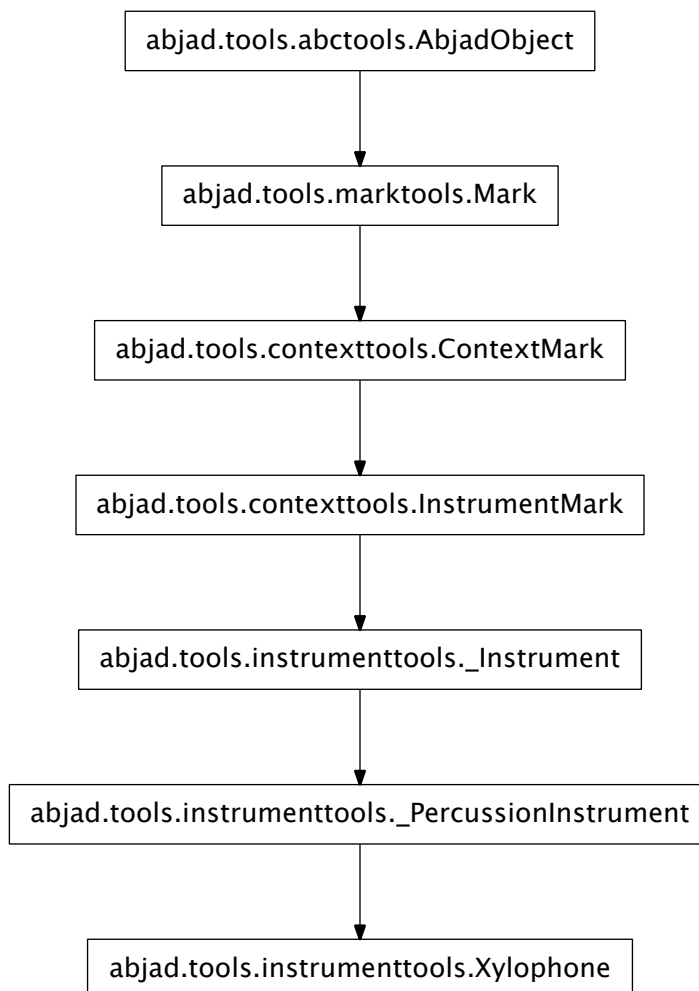 abjad.tools.abctools.AbjadObject
abjad.tools.marktools.Mark
abjad.tools.contexttools.ContextMark
abjad.tools.contexttools.InstrumentMark
abjad.tools.instrumenttools._Instrument
abjad.tools.instrumenttools._PercussionInstrument
abjad.tools.instrumenttools.Xylophone